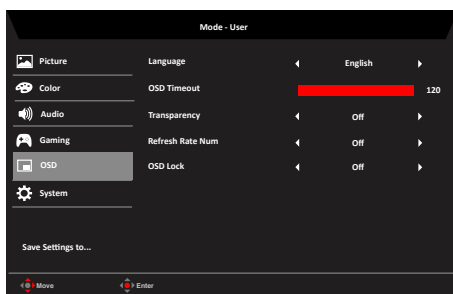 Mode - User
Picture
Language English
Color
OSD Timeout 120
Audio
Transparency Off
Gaming
Refresh Rate Num Off
OSD
OSD Lock Off
System
Save Settings to...
Move Enter